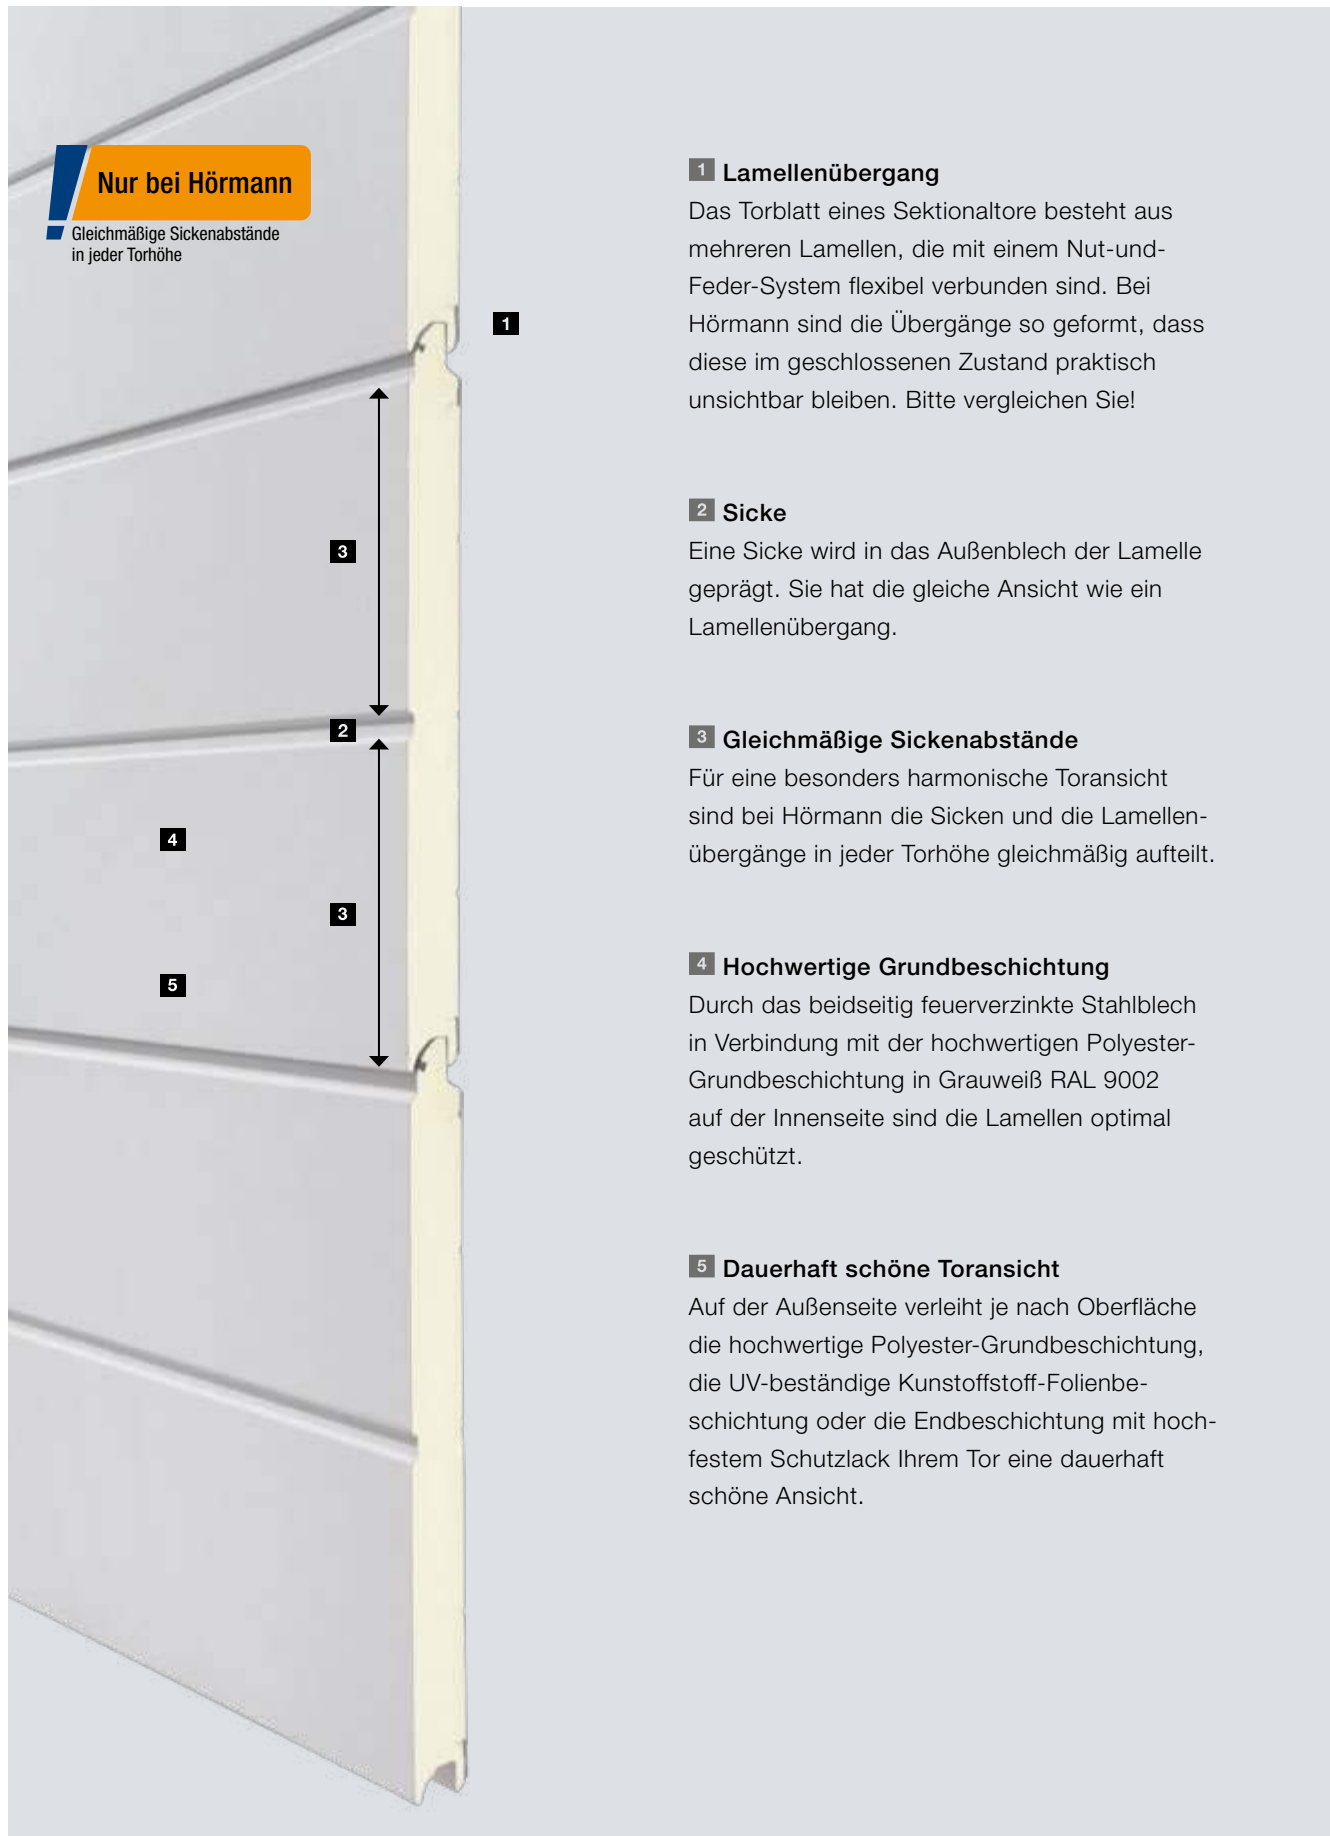 Nur bei Hörmann
Gleichmäßige Sickenabstände
in jeder Torhöhe
1
3
2
4
3
5
1 Lamellenübergang
Das Torblatt eines Sektionaltore besteht aus
mehreren Lamellen, die mit einem Nut-und-
Feder-System flexibel verbunden sind. Bei
Hörmann sind die Übergänge so geformt, dass
diese im geschlossenen Zustand praktisch
unsichtbar bleiben. Bitte vergleichen Sie!
2 Sicke
Eine Sicke wird in das Außenblech der Lamelle
geprägt. Sie hat die gleiche Ansicht wie ein
Lamellenübergang.
3 Gleichmäßige Sickenabstände
Für eine besonders harmonische Toransicht
sind bei Hörmann die Sicken und die Lamellen-
übergänge in jeder Torhöhe gleichmäßig aufteilt.
4 Hochwertige Grundbeschichtung
Durch das beidseitig feuerverzinkte Stahlblech
in Verbindung mit der hochwertigen Polyester-
Grundbeschichtung in Grauweiß RAL 9002
auf der Innenseite sind die Lamellen optimal
geschützt.
5 Dauerhaft schöne Toransicht
Auf der Außenseite verleiht je nach Oberfläche
die hochwertige Polyester-Grundbeschichtung,
die UV-beständige Kunstoffstoff-Folienbe-
schichtung oder die Endbeschichtung mit hoch-
festem Schutzlack Ihrem Tor eine dauerhaft
schöne Ansicht.